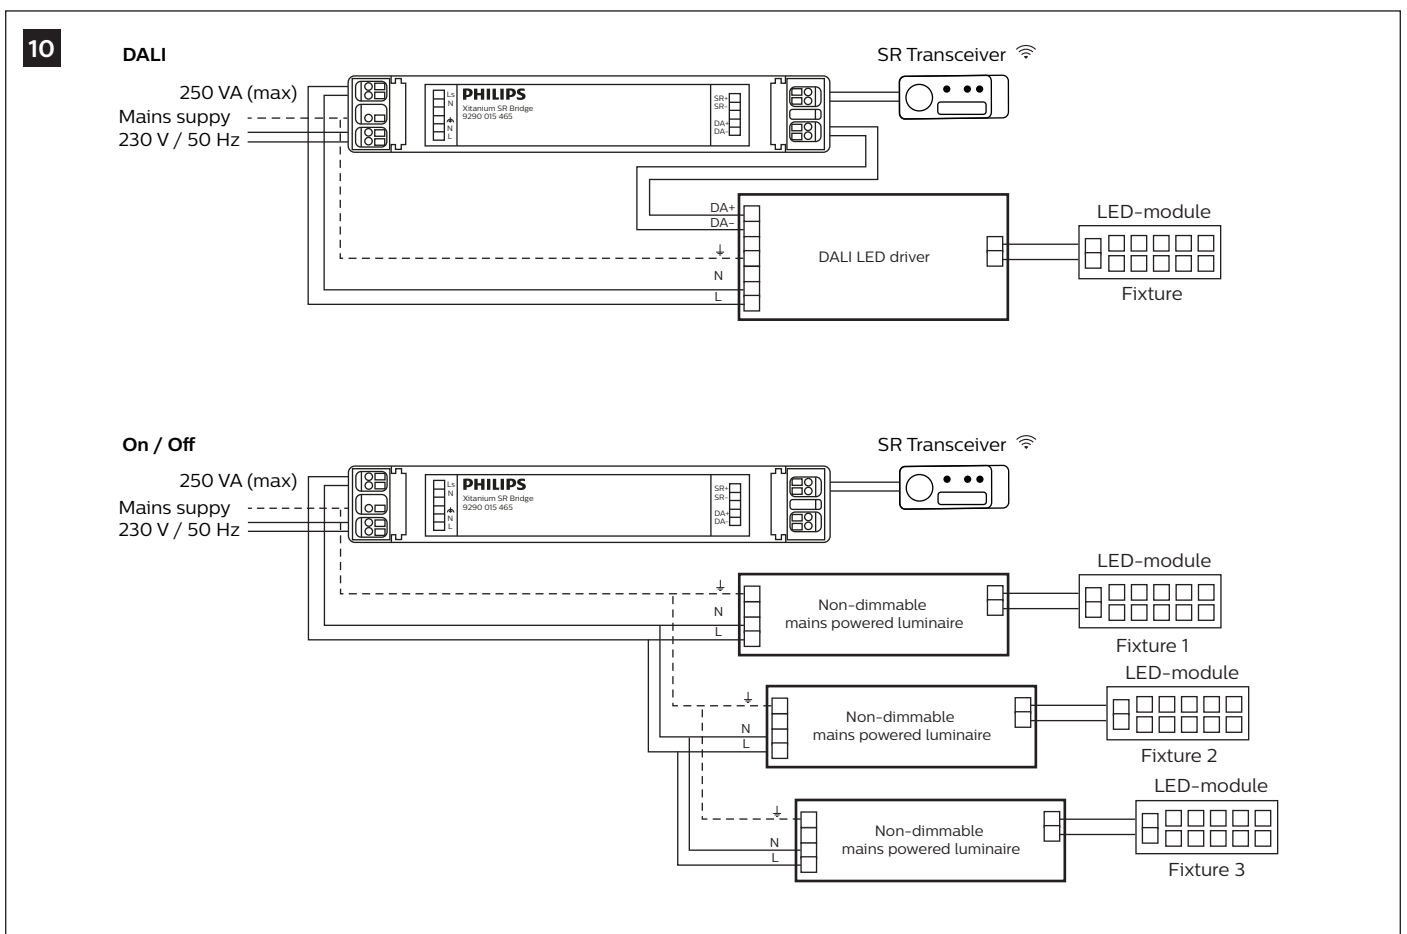 10
DALI
SR Transceiver
250 VA (max)
Mains suppy
230 V / 50 Hz
Ls
N
N
L
PHILIPS
Xitanium SR Bridge
9290 015 465
SR+
SR-
DA+
DA-
DA+
DA-
N
L
DALI LED driver
LED-module
Fixture
On / Off
SR Transceiver
250 VA (max)
Mains suppy
230 V / 50 Hz
Ls
N
N
L
PHILIPS
Xitanium SR Bridge
9290 015 465
SR+
SR-
DA+
DA-
N
L
Non-dimmable
mains powered luminaire
LED-module
Fixture 1
N
L
Non-dimmable
mains powered luminaire
LED-module
Fixture 2
N
L
Non-dimmable
mains powered luminaire
LED-module
Fixture 3